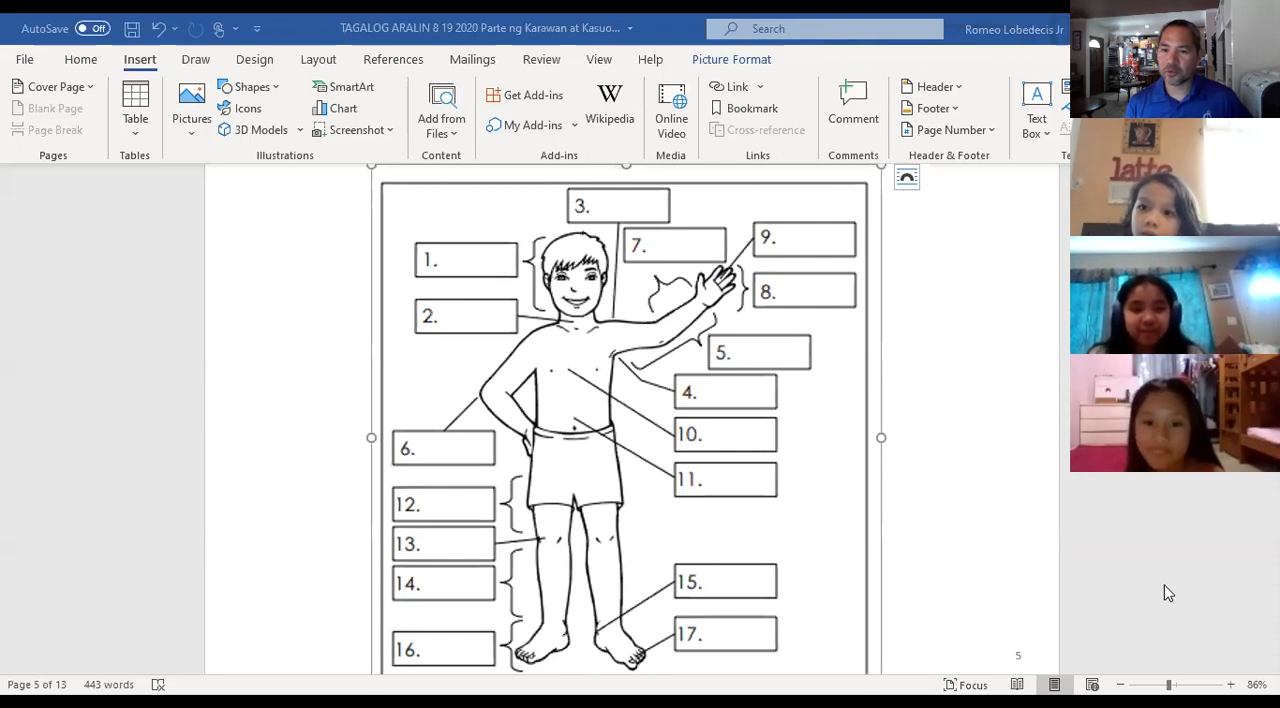 AutoSave Off TAGALOG ARALIN 8 19 2020 Parte ng Karawan at Kasuo... Search Romeo Lobedecis Jr
File Home Insert Draw Design Layout References Mailings Review View Help Picture Format
Cover Page
Blank Page
Page Break
Pages
Table
Tables
Pictures
Shapes
Icons
3D Models
SmartArt
Chart
Screenshot
Illustrations
Add from
Files
Content
Get Add-ins
My Add-ins
Wikipedia
Add-ins
Online
Video
Media
Link
Bookmark
Cross-reference
Links
Comment
Comments
Header
Footer
Page Number
Header & Footer
Text
Box
latte
3.
7.
9.
1.
8.
2.
5.
4.
10.
6.
11.
12.
13.
14.
15.
17.
16.
5
Page 5 of 13 443 words Focus 86%